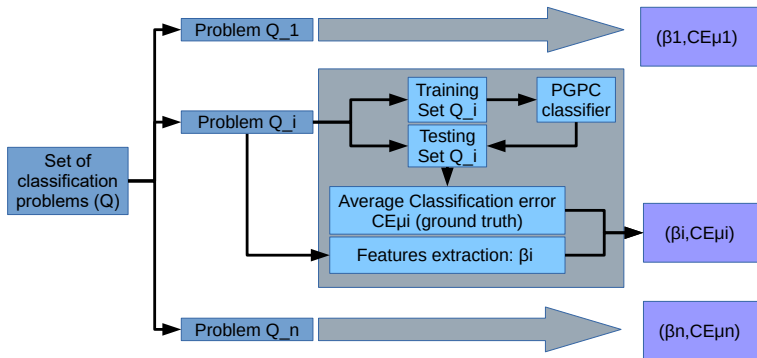 Problem Q_1
(β1,CEμ1)
Training
Set Q_i
PGPC
classifier
Problem Q_i
Testing
Set Q_i
Set of
classification
problems (Q)
Average Classification error
CEμi (ground truth)
(βi,CEμi)
Features extraction: βi
Problem Q_n
(βn,CEμn)